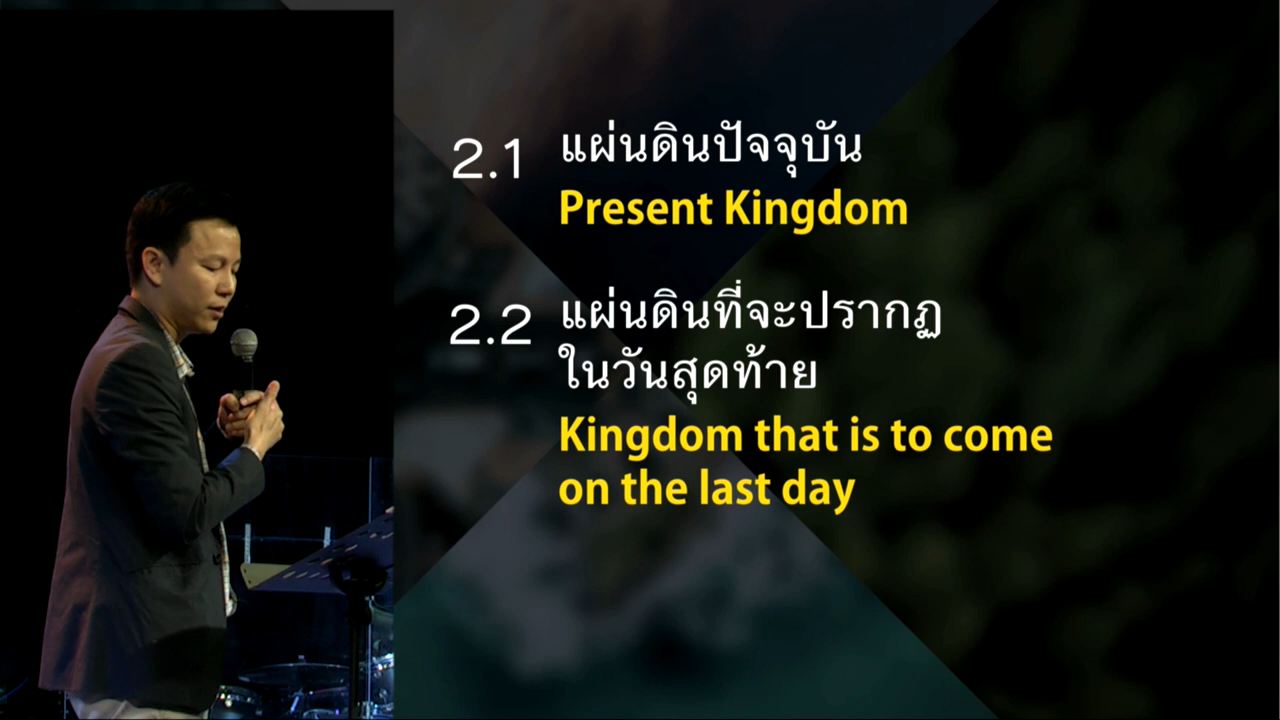 2.1 แผ่นดินปัจจุบัน
Present Kingdom
2.2 แผ่นดินที่จะปรากฏ
ในวันสุดท้าย
Kingdom that is to come
on the last day